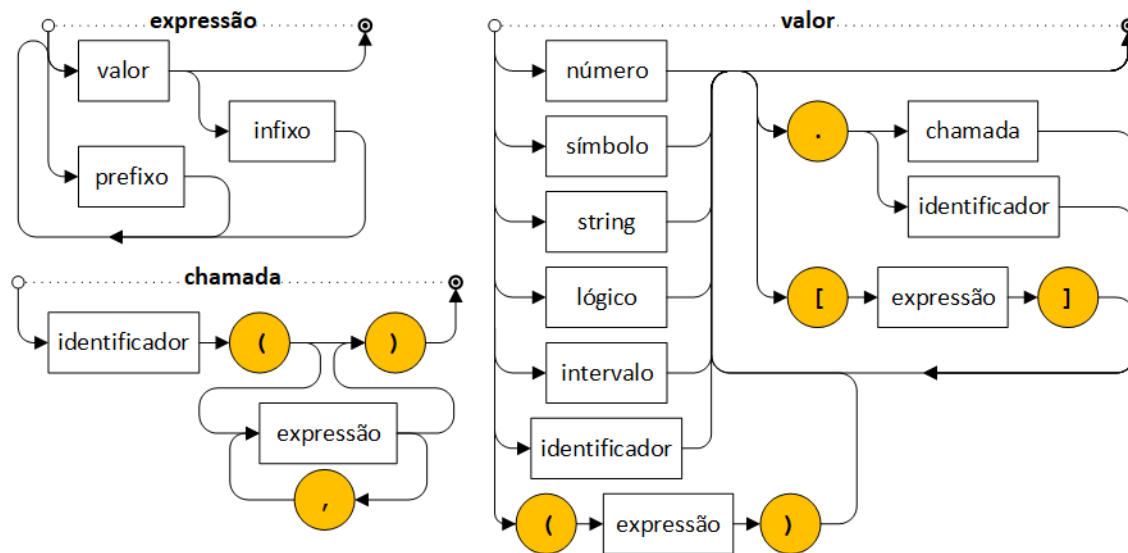 expressão
valor
infixo
prefixo
chamada
identificador
(
)
expressão
,
valor
número
símbolo
string
lógico
intervalo
identificador
(
expressão
)
.
chamada
identificador
[
expressão
]